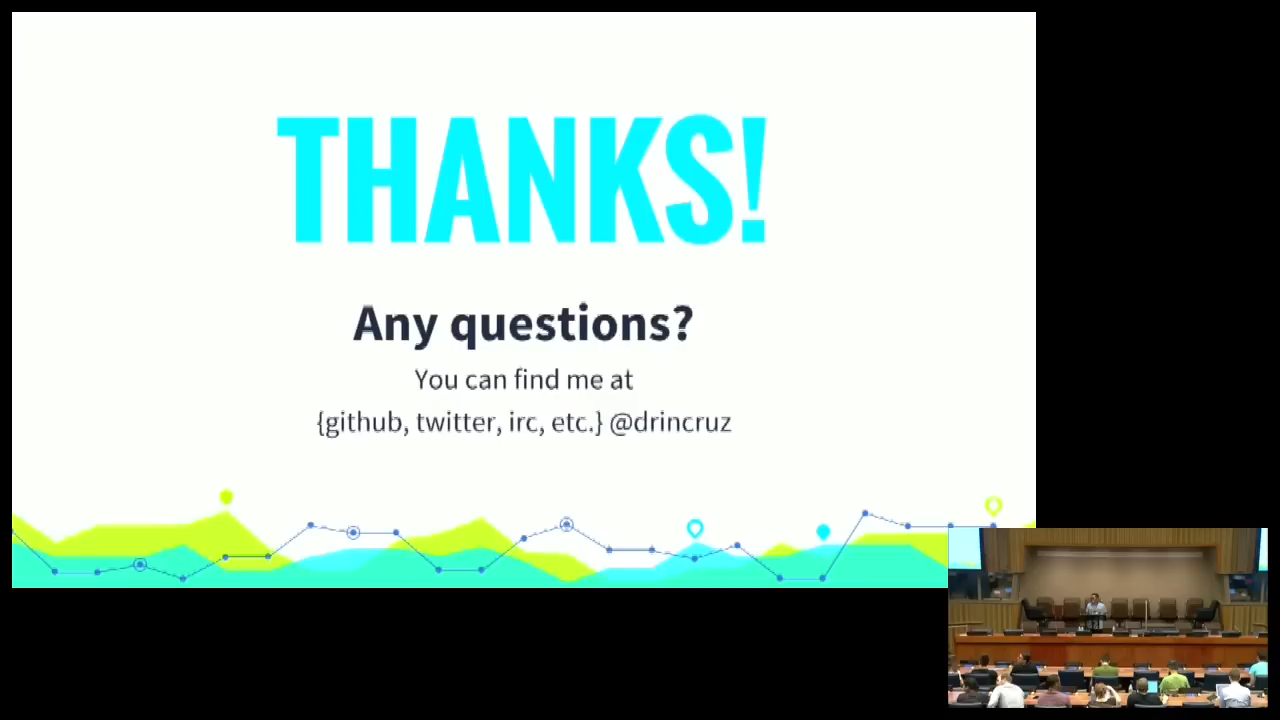 THANKS!
Any questions?
You can find me at
{github, twitter, irc, etc.} @drincruz